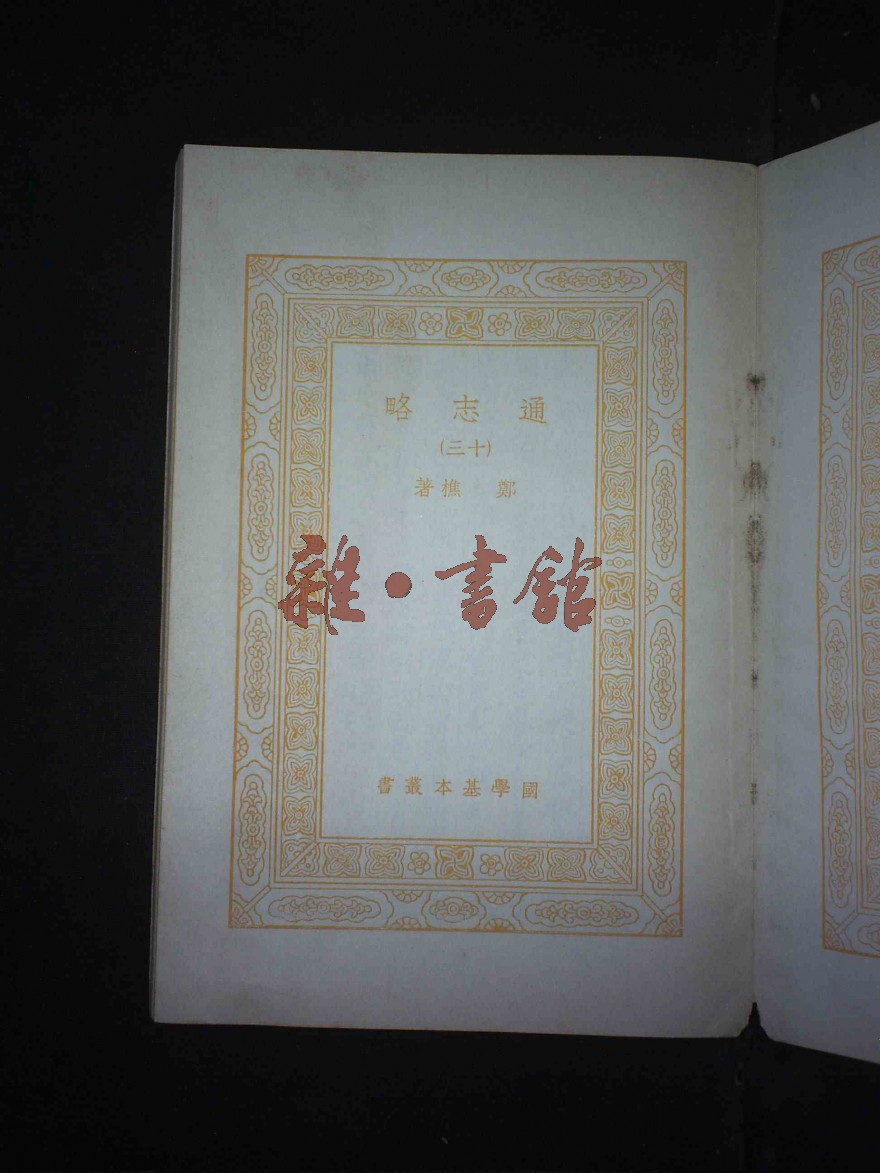 通志略
(十三)
鄭樵著
雜·書館
國學基本叢書